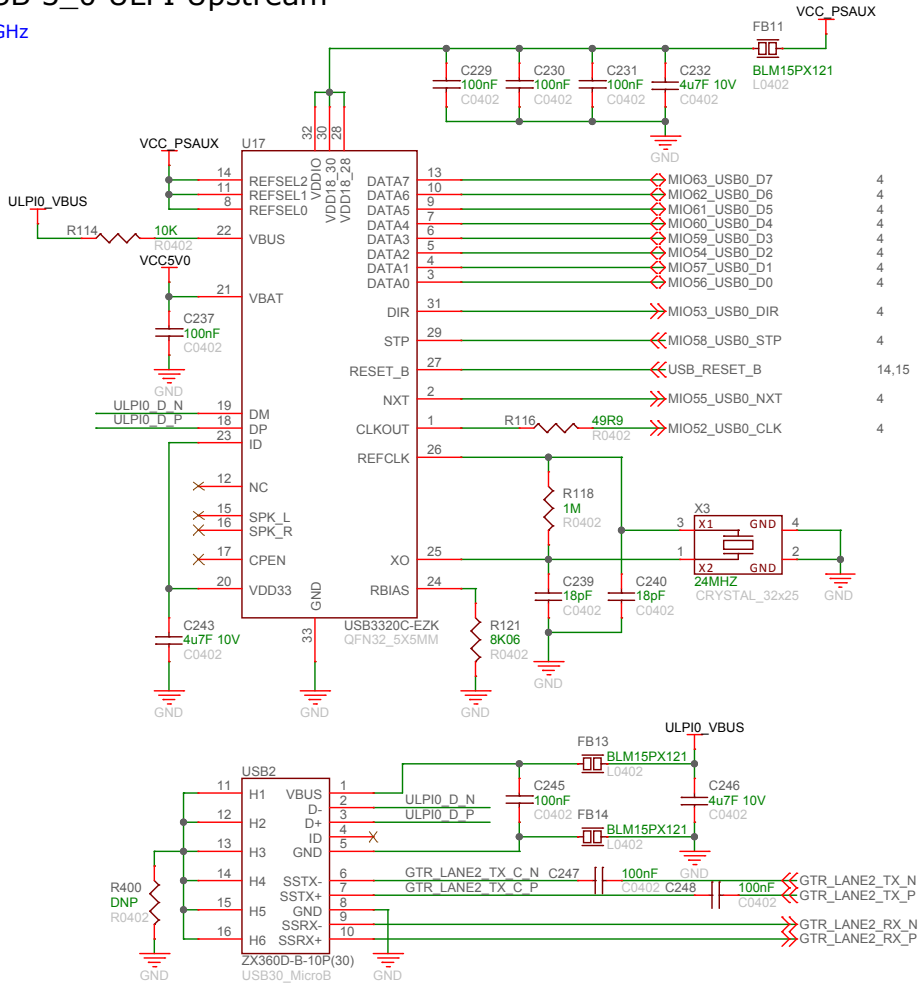 SB 3_0 ULPI Upstream
GHz
VCC_PSAUX
FB11
BLM15PX121
L0402
C229
100nF
C0402
C230
100nF
C0402
C231
100nF
C0402
C232
4u7F 10V
C0402
GND
32
30
28
U17
VDDIO
VDD18_30
VDD18_28
VCC_PSAUX
14 REFSEL2
11 REFSEL1
8 REFSEL0
ULPI0_VBUS
R114
10K
R0402
22 VBUS
VCC5V0
21 VBAT
C237
100nF
C0402
GND
ULPI0_D_N 19 DM
ULPI0_D_P 18 DP
23 ID
12 NC
15 SPK_L
16 SPK_R
17 CPEN
20 VDD33
C243
4u7F 10V
C0402
GND
GND
33
GND
DATA7 13 MIO63_USB0_D7 4
DATA6 10 MIO62_USB0_D6 4
DATA5 9 MIO61_USB0_D5 4
DATA4 7 MIO60_USB0_D4 4
DATA3 6 MIO59_USB0_D3 4
DATA2 5 MIO54_USB0_D2 4
DATA1 4 MIO57_USB0_D1 4
DATA0 3 MIO56_USB0_D0 4
DIR 31 MIO53_USB0_DIR 4
STP 29 MIO58_USB0_STP 4
RESET_B 27 USB_RESET_B 14,15
NXT 2 MIO55_USB0_NXT 4
CLKOUT 1 R116 49R9 MIO52_USB0_CLK 4
R0402
REFCLK 26
R118
1M
R0402
XO 25
RBIAS 24
USB3320C-EZK
QFN32_5X5MM
R121
8K06
R0402
GND
C239
18pF
C0402
C240
18pF
C0402
GND
X3
3 X1 GND 4
1 X2 GND 2
24MHZ
CRYSTAL_32x25
GND
ULPI0_VBUS
USB2
11 H1 VBUS 1
12 H2 D- 2 ULPI0_D_N
D+ 3 ULPI0_D_P
ID 4
13 H3 GND 5
14 H4 SSTX- 6 GTR_LANE2_TX_C_N C247 100nF GTR_LANE2_TX_N
C0402
SSTX+ 7 GTR_LANE2_TX_C_P C248 100nF GTR_LANE2_TX_P
C0402
15 H5 GND 8
SSRX- 9 GTR_LANE2_RX_N
16 H6 SSRX+ 10 GTR_LANE2_RX_P
ZX360D-B-10P(30)
USB30_MicroB
GND
R400
DNP
R0402
GND
FB13
BLM15PX121
L0402
C245
100nF
C0402
FB14
BLM15PX121
L0402
C246
4u7F 10V
C0402
GND